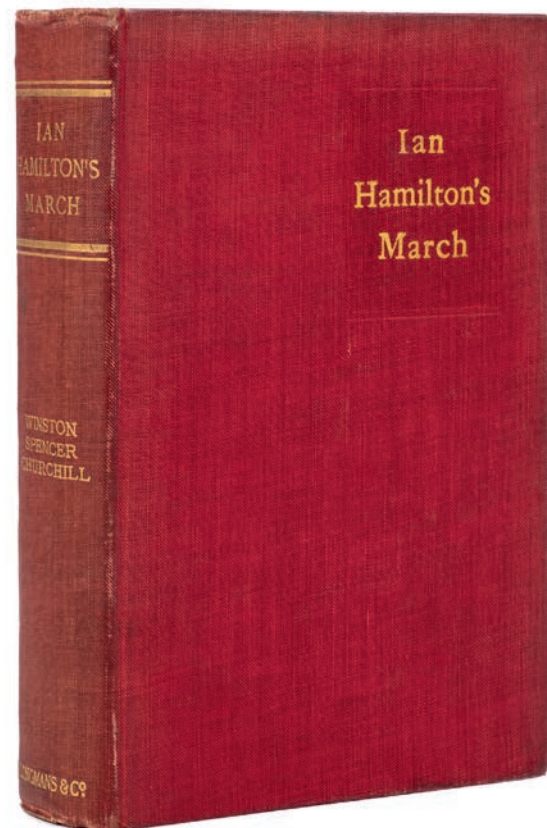 IAN
HAMILTON'S
MARCH
WINSTON
SPENCER
CHURCHILL
LONGMANS & Cº
Ian
Hamilton's
March